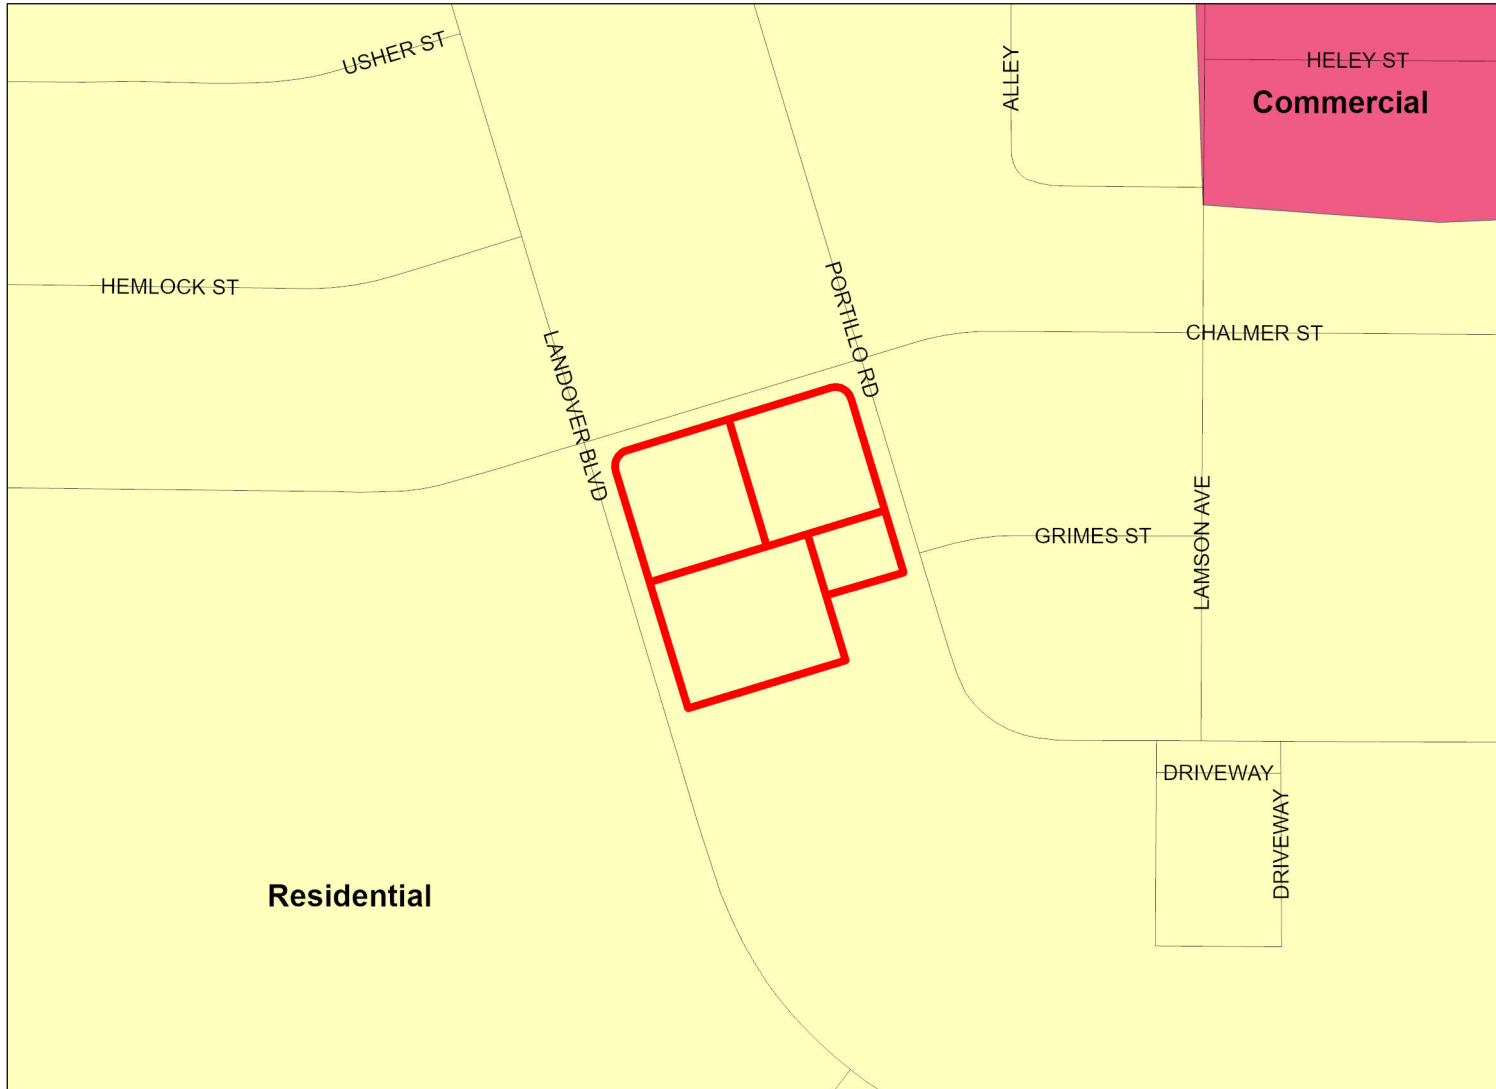 USHER ST
ALLEY
HELEY ST
Commercial
HEMLOCK ST
PORTILLO RD
CHALMER ST
LANDOVER BLVD
GRIMES ST
LAMSON AVE
DRIVEWAY
DRIVEWAY
Residential